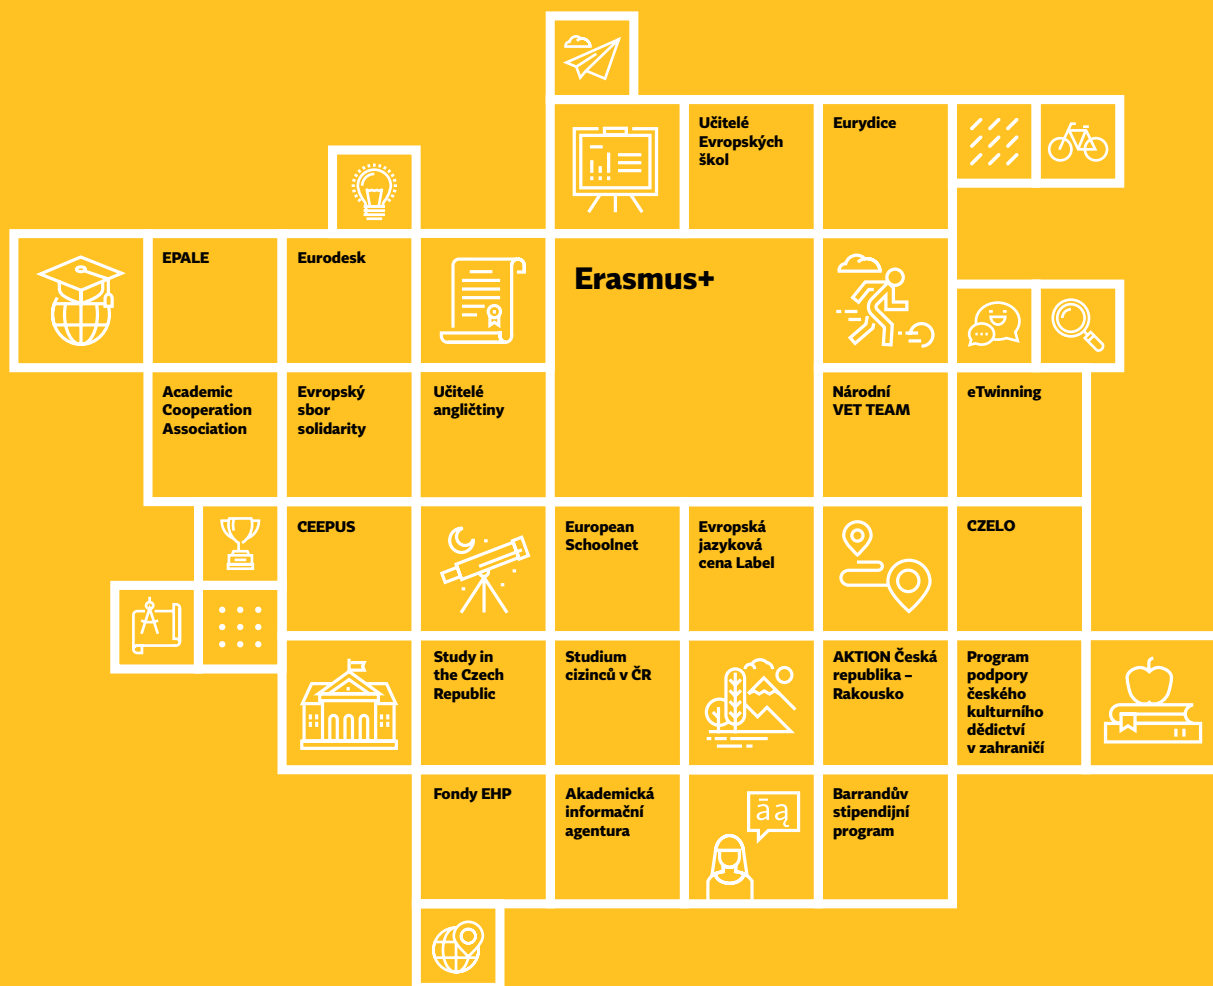 Učitelé
Evropských
škol
Eurydice
EPALE
Eurodesk
Erasmus+
Academic
Cooperation
Association
Evropský
sbor
solidarity
Učitelé
angličtiny
Národní
VET TEAM
eTwinning
CEEPUS
European
Schoolnet
Evropská
jazyková
cena Label
CZELO
Study in
the Czech
Republic
Studium
cizinců v ČR
AKTION Česká
republika –
Rakousko
Program
podpory
českého
kulturního
dědictví
v zahraničí
Fondy EHP
Akademická
informační
agentura
āą
Barrandův
stipendijní
program